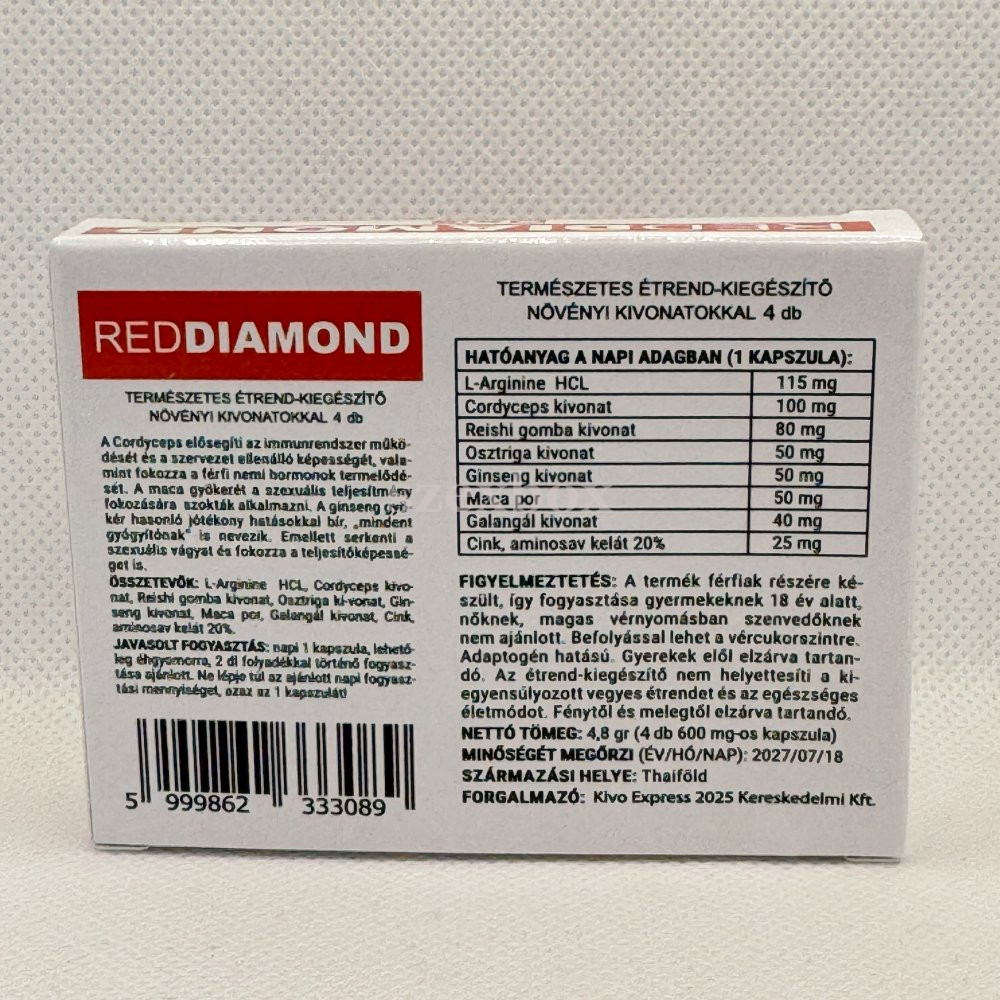 REDDIAMOND
REDDIAMOND
TERMÉSZETES ÉTREND-KIEGÉSZÍTŐ
NÖVÉNYI KIVONATOKKAL 4 db
A Cordyceps elősegíti az immunrendszer műkö-
dését és a szervezet ellenálló képességét, vala-
mint fokozza a férfi nemi hormonok termelődé-
sét. A maca gyökerét a szexuális teljesítmény
fokozására szokták alkalmazni. A ginseng gyö-
kér hasonló jótékony hatásokkal bír, „mindent
gyógyítónak" is nevezik. Emellett serkenti a
szexuális vágyat és fokozza a teljesítőképessé-
get is.
ÖSSZETEVŐK: L-Arginine HCL, Cordyceps kivo-
nat, Reishi gomba kivonat, Osztriga ki-vonat, Gin-
seng kivonat, Maca por, Galangál kivonat, Cink,
aminosav kelát 20%.
JAVASOLT FOGYASZTÁS: napi 1 kapszula, lehető-
leg éhgyomorra, 2 dl folyadékkal történő fogyasz-
tása ajánlott. Ne lépje túl az ajánlott napi fogyasz-
tási mennyiséget, azaz az 1 kapszulát!
5 999862 333089
TERMÉSZETES ÉTREND-KIEGÉSZÍTŐ
NÖVÉNYI KIVONATOKKAL 4 db
HATÓANYAG A NAPI ADAGBAN (1 KAPSZULA):
L-Arginine HCL 115 mg
Cordyceps kivonat 100 mg
Reishi gomba kivonat 80 mg
Osztriga kivonat 50 mg
Ginseng kivonat 50 mg
Maca por 50 mg
Galangál kivonat 40 mg
Cink, aminosav kelát 20% 25 mg
FIGYELMEZTETÉS: A termék férfiak részére ké-
szült, így fogyasztása gyermekeknek 18 év alatt,
nőknek, magas vérnyomásban szenvedőknek
nem ajánlott. Befolyással lehet a vércukorszintre.
Adaptogén hatású. Gyerekek elől elzárva tartan-
dó. Az étrend-kiegészítő nem helyettesíti a ki-
egyensúlyozott vegyes étrendet és az egészséges
életmódot. Fénytől és melegtől elzárva tartandó.
NETTÓ TÖMEG: 4,8 gr (4 db 600 mg-os kapszula)
MINŐSÉGÉT MEGŐRZI (ÉV/HÓ/NAP): 2027/07/18
SZÁRMAZÁSI HELYE: Thaiföld
FORGALMAZÓ: Kivo Express 2025 Kereskedelmi Kft.